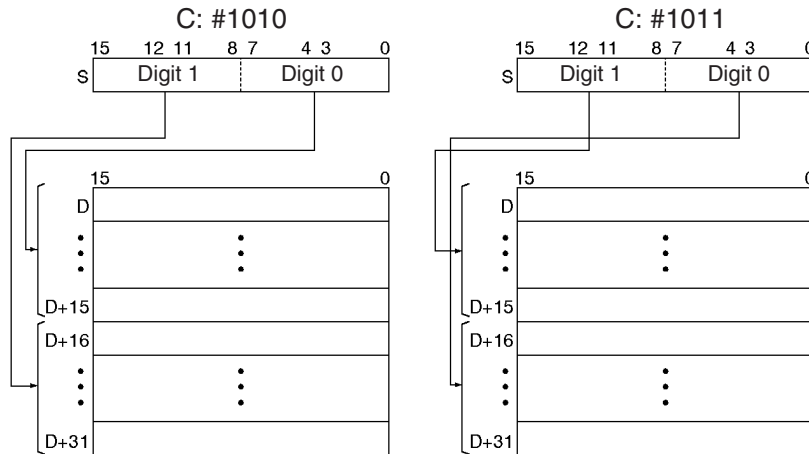 C: #1010
15 12 11 8 7 4 3 0
S Digit 1 Digit 0
15 0
D
D+15
D+16
D+31
C: #1011
15 12 11 8 7 4 3 0
S Digit 1 Digit 0
15 0
D
D+15
D+16
D+31